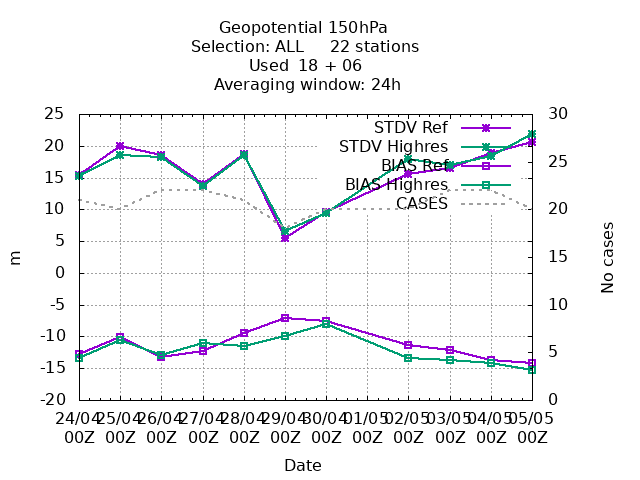 Geopotential 150hPa
Selection: ALL 22 stations
Used 18 + 06
Averaging window: 24h
STDV Ref
STDV Highres
BIAS Ref
BIAS Highres
CASES
25
20
15
10
5
0
-5
-10
-15
-20
m
30
25
20
15
10
5
0
No cases
24/04 25/04 26/04 27/04 28/04 29/04 30/04 01/05 02/05 03/05 04/05 05/05
00Z 00Z 00Z 00Z 00Z 00Z 00Z 00Z 00Z 00Z 00Z 00Z
Date